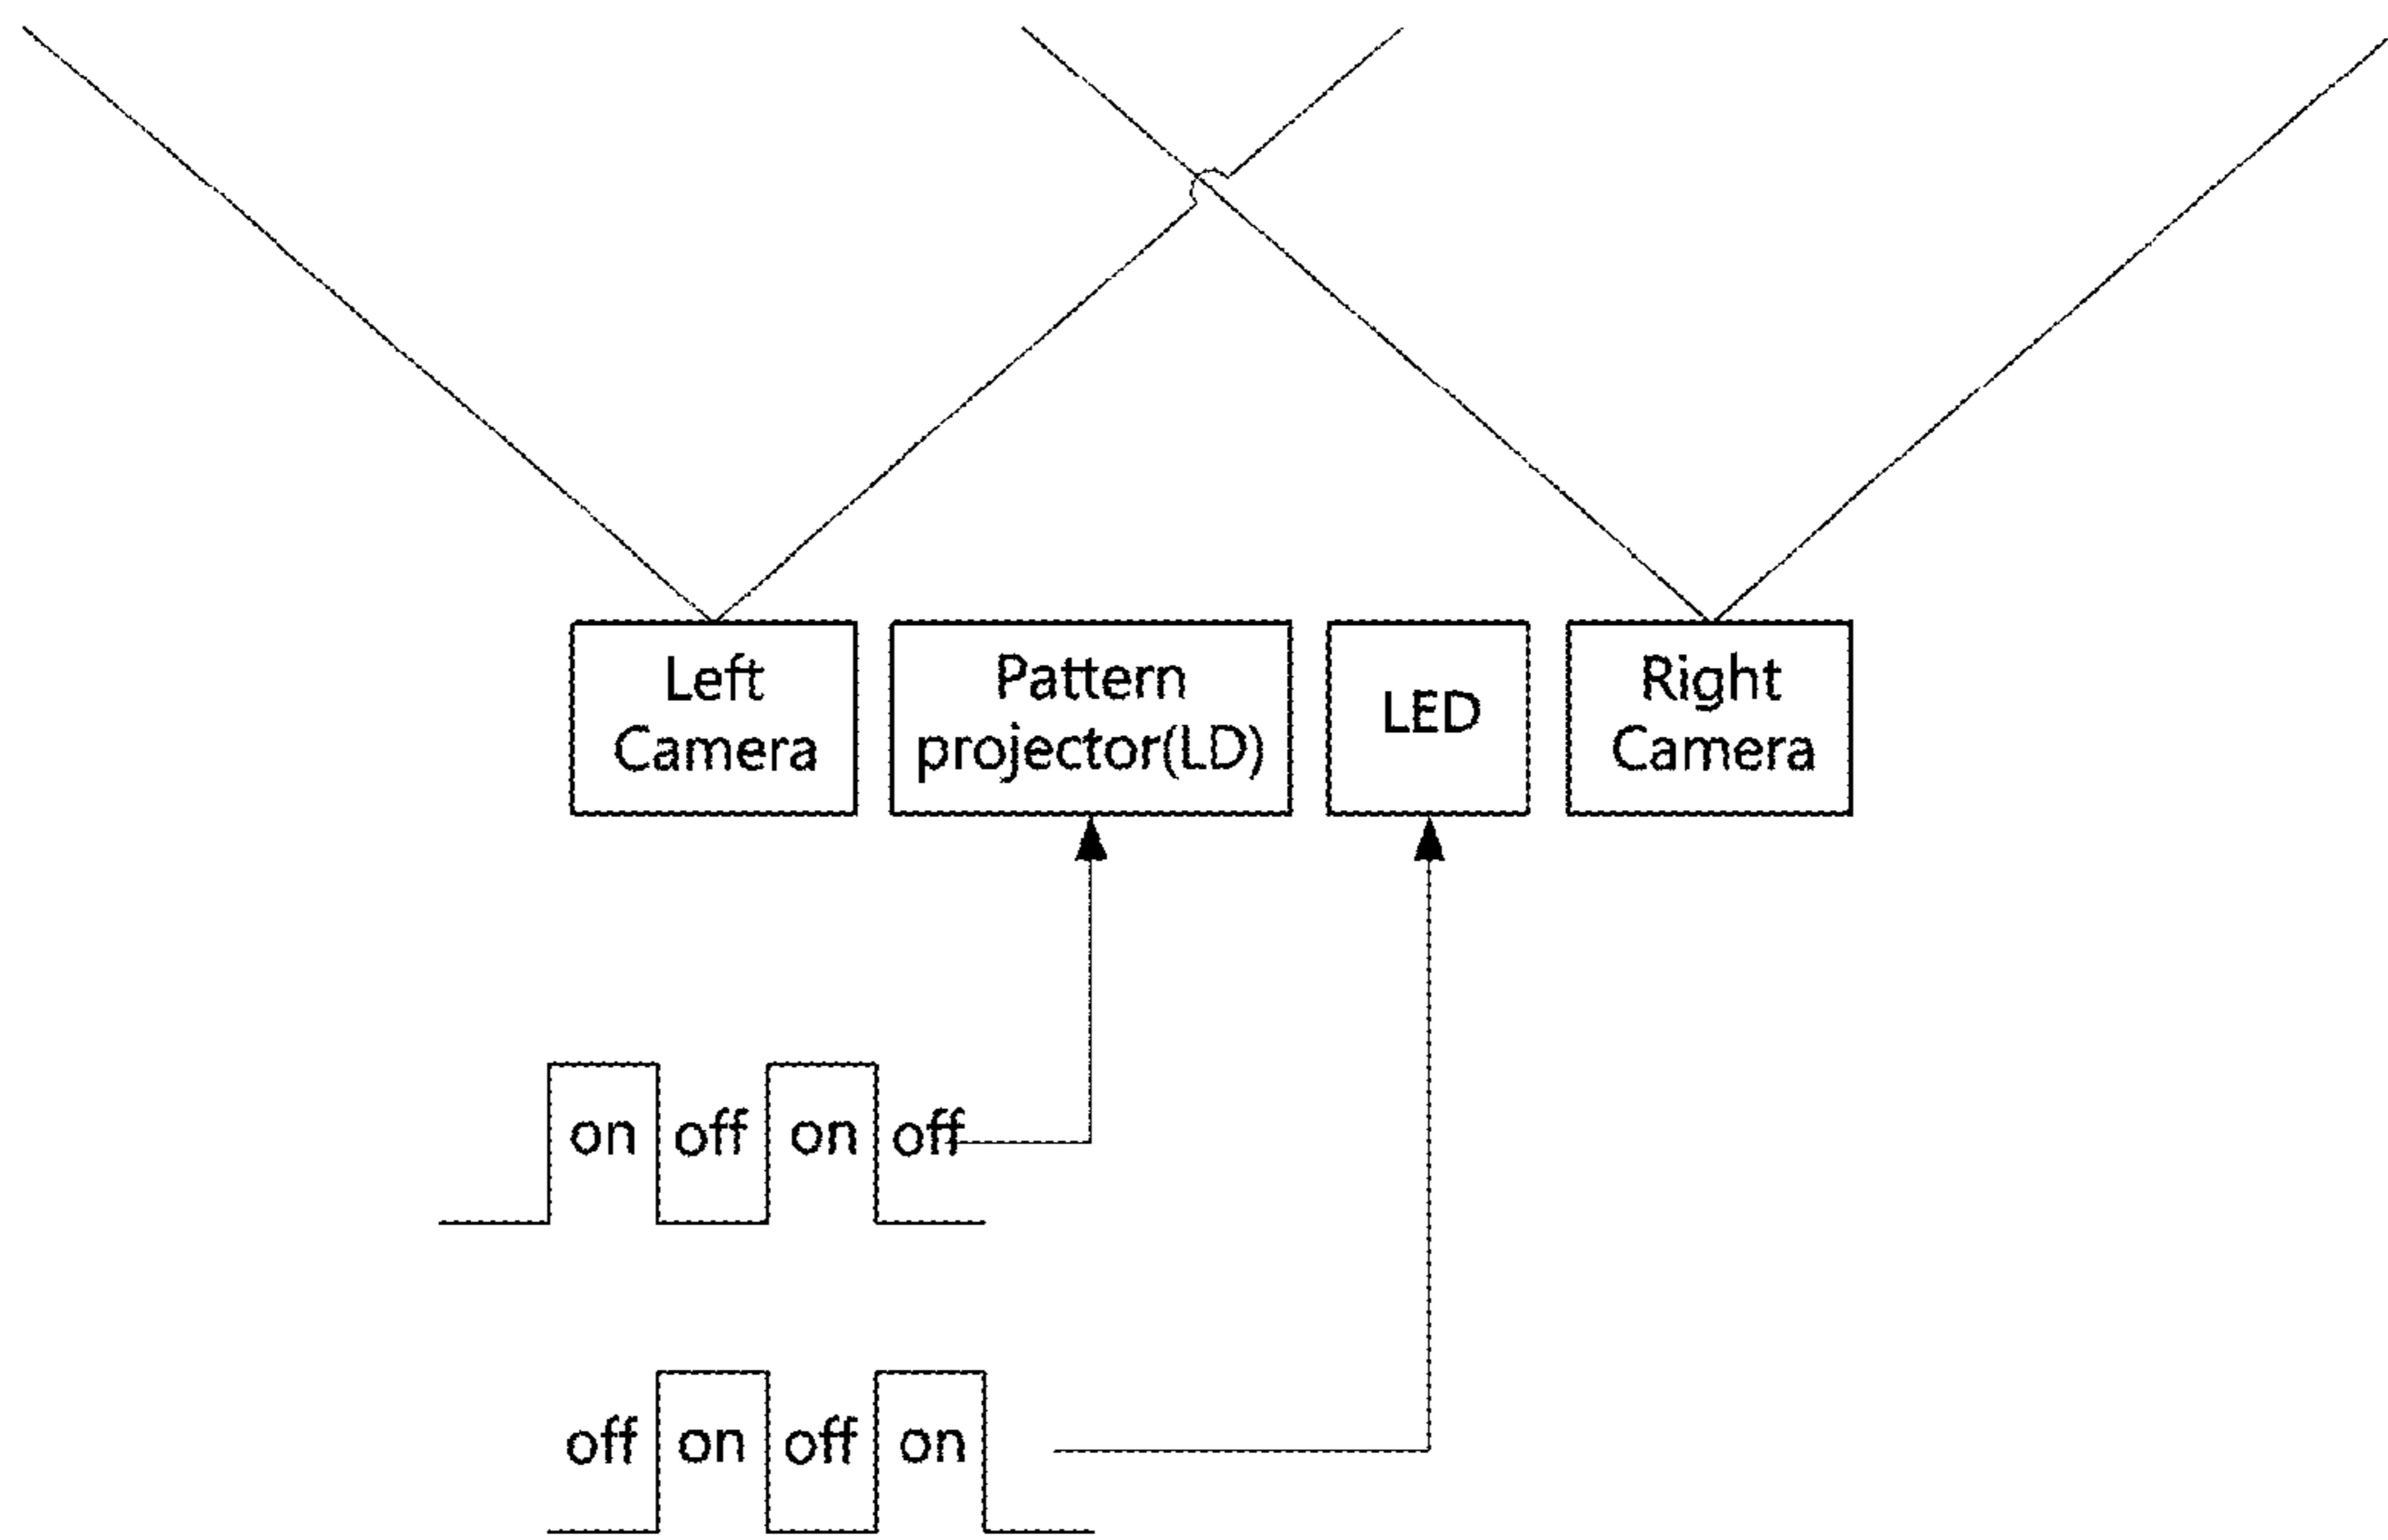 Left
Camera
Pattern
projector(LD)
LED
Right
Camera
on off on off
off on off on